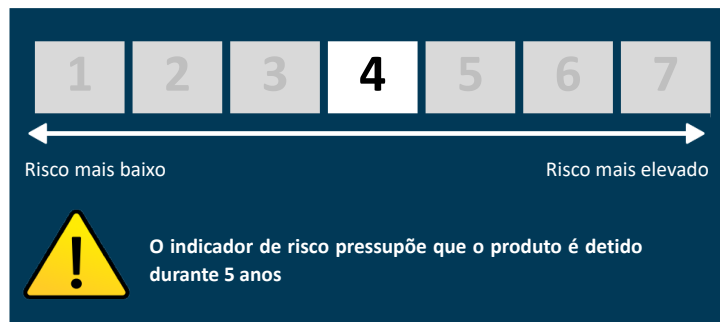 1 2 3 4 5 6 7
Risco mais baixo Risco mais elevado
!
O indicador de risco pressupõe que o produto é detido
durante 5 anos